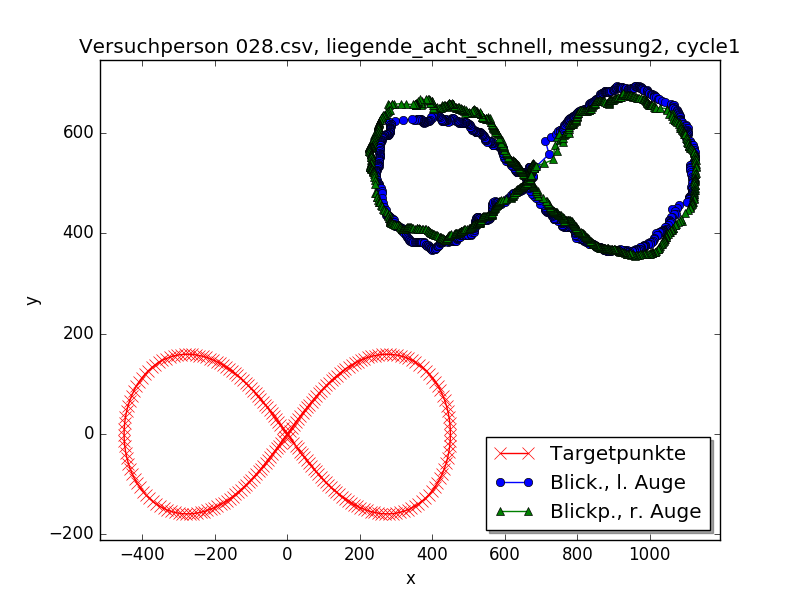 Versuchperson 028.csv, liegende_acht_schnell, messung2, cycle1
y
600
400
200
0
−200
−400
−200
0
200
400
600
800
1000
x
Targetpunkte
Blick., l. Auge
Blickp., r. Auge